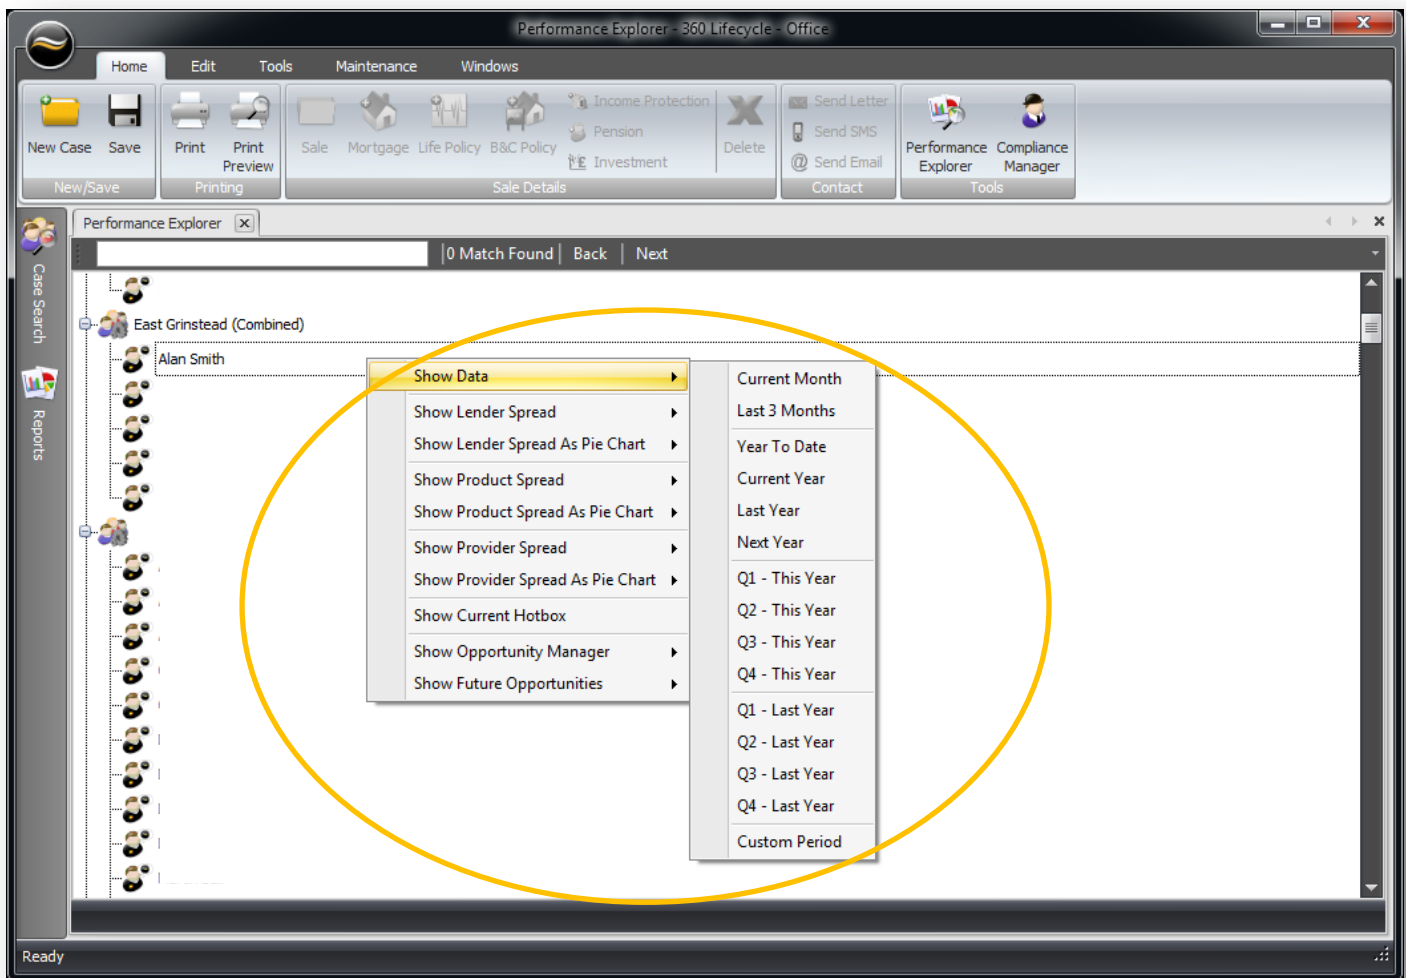 Performance Explorer - 360 Lifecycle - Office
Home Edit Tools Maintenance Windows
New Case Save
New/Save
Print Print Preview
Printing
Sale Mortgage Life Policy B&C Policy
Income Protection
Pension
Investment
Delete
Sale Details
Send Letter
Send SMS
@ Send Email
Contact
Performance Explorer
Compliance Manager
Tools
Case Search
Reports
Performance Explorer
0 Match Found Back Next
East Grinstead (Combined)
Alan Smith
Show Data
Show Lender Spread
Show Lender Spread As Pie Chart
Show Product Spread
Show Product Spread As Pie Chart
Show Provider Spread
Show Provider Spread As Pie Chart
Show Current Hotbox
Show Opportunity Manager
Show Future Opportunities
Current Month
Last 3 Months
Year To Date
Current Year
Last Year
Next Year
Q1 - This Year
Q2 - This Year
Q3 - This Year
Q4 - This Year
Q1 - Last Year
Q2 - Last Year
Q3 - Last Year
Q4 - Last Year
Custom Period
Ready